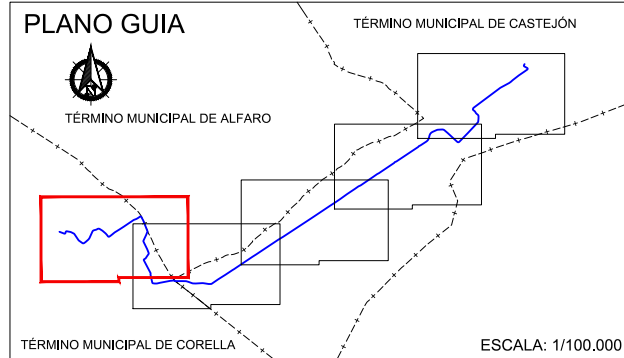 PLANO GUIA
TÉRMINO MUNICIPAL DE CASTEJÓN
N
TÉRMINO MUNICIPAL DE ALFARO
TÉRMINO MUNICIPAL DE CORELLA
ESCALA: 1/100.000